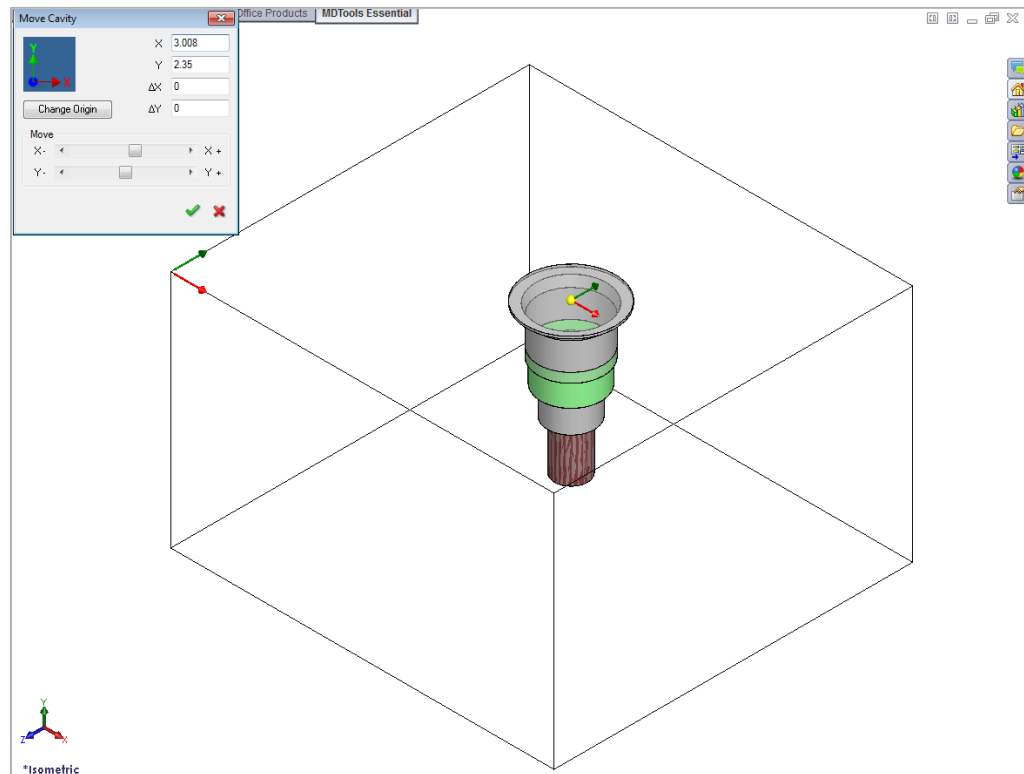 Move Cavity
Office Products
MDTools Essential
Y
X
X 3.008
Y 2.35
ΔX 0
ΔY 0
Change Origin
Move
X- X +
Y- Y +
Y
Z X
*Isometric